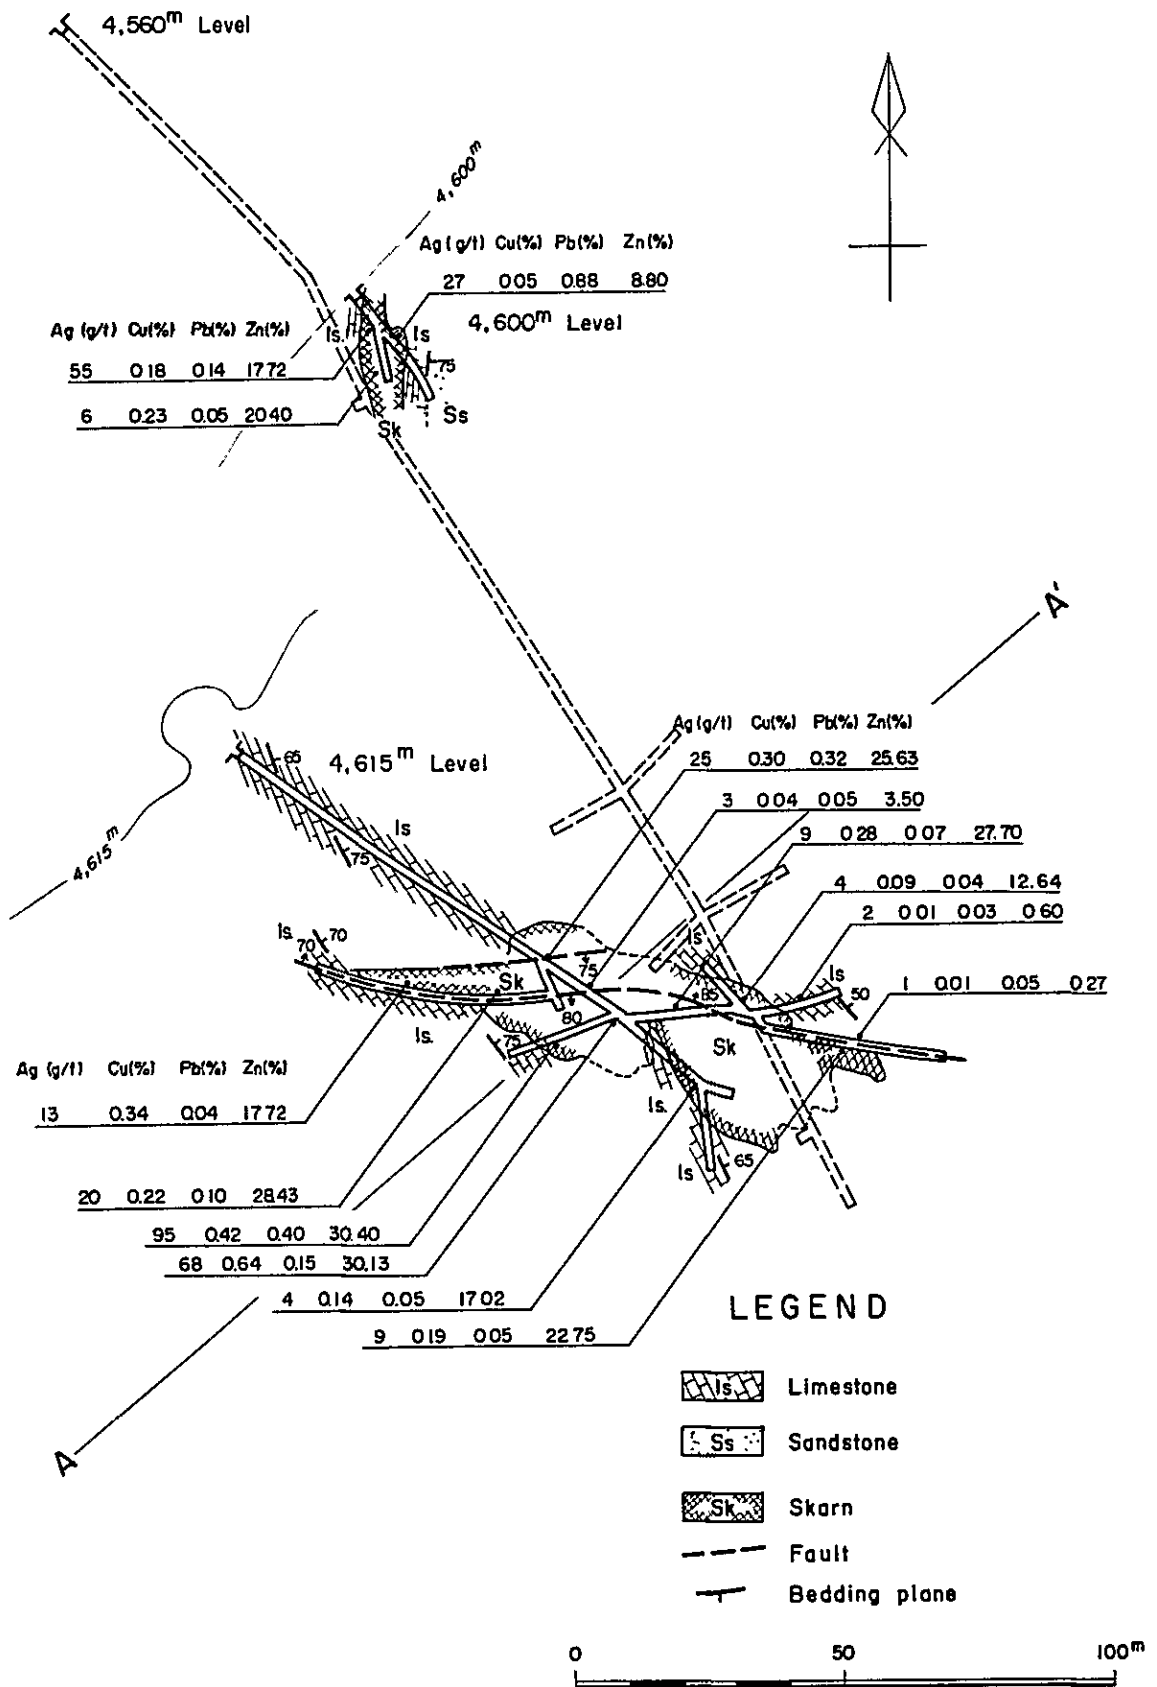 4,560m Level
4,600m
Ag (g/t) Cu(%) Pb(%) Zn(%)
27 0.05 0.88 8.80
4,600m Level
Ag (g/t) Cu(%) Pb(%) Zn(%)
55 0.18 0.14 17.72
6 0.23 0.05 20.40
ls.
ls
75
Ss
Sk
A'
Ag (g/t) Cu(%) Pb(%) Zn(%)
25 0.30 0.32 25.63
3 0.04 0.05 3.50
9 0.28 0.07 27.70
4 0.09 0.04 12.64
2 0.01 0.03 0.60
1 0.01 0.05 0.27
4,615m Level
65
ls
75
4,615m
ls.
70
70
Sk
75
ls
85
ls
50
80
ls.
75
Sk
ls.
ls
65
Ag (g/t) Cu(%) Pb(%) Zn(%)
13 0.34 0.04 17.72
20 0.22 0.10 28.43
95 0.42 0.40 30.40
68 0.64 0.15 30.13
4 0.14 0.05 17.02
9 0.19 0.05 22.75
A
LEGEND
ls Limestone
Ss Sandstone
Sk Skarn
Fault
Bedding plane
0 50 100m